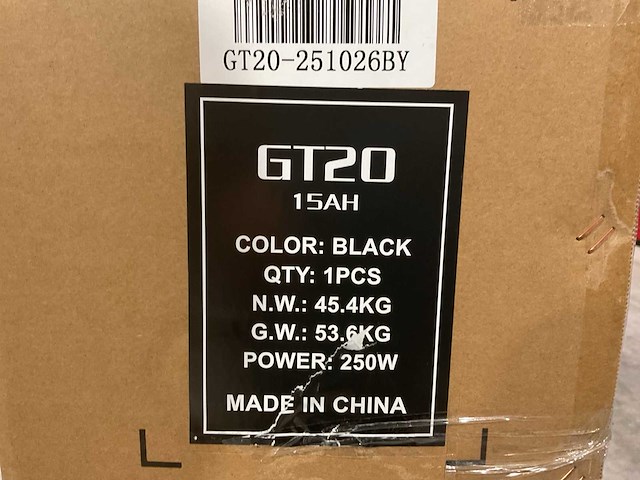 GT20-251026BY
GT20
15AH
COLOR: BLACK
QTY: 1PCS
N.W.: 45.4KG
G.W.: 53.6KG
POWER: 250W
MADE IN CHINA